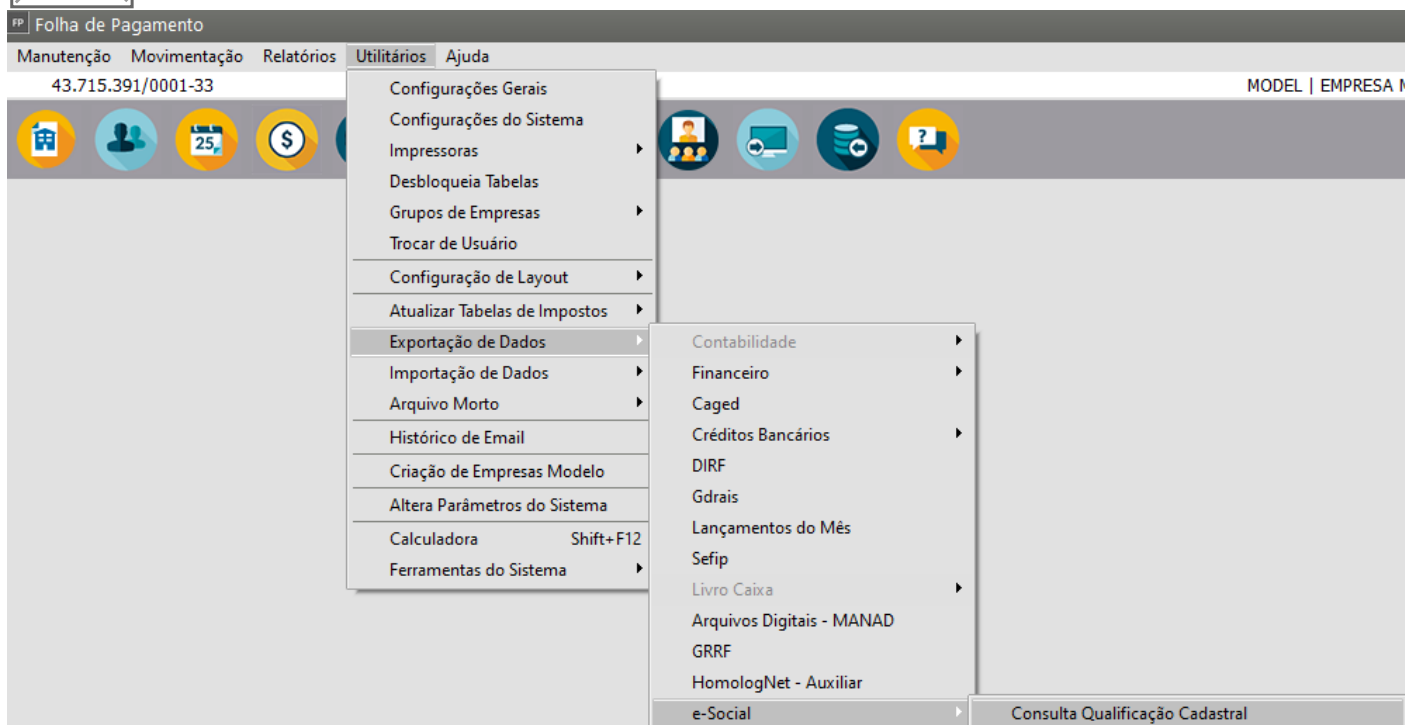 FP Folha de Pagamento
Manutenção Movimentação Relatórios Utilitários Ajuda
43.715.391/0001-33 MODEL | EMPRESA M
25
$
?
Configurações Gerais
Configurações do Sistema
Impressoras
Desbloqueia Tabelas
Grupos de Empresas
Trocar de Usuário
Configuração de Layout
Atualizar Tabelas de Impostos
Exportação de Dados
Importação de Dados
Arquivo Morto
Histórico de Email
Criação de Empresas Modelo
Altera Parâmetros do Sistema
Calculadora Shift+F12
Ferramentas do Sistema
Contabilidade
Financeiro
Caged
Créditos Bancários
DIRF
Gdrais
Lançamentos do Mês
Sefip
Livro Caixa
Arquivos Digitais - MANAD
GRRF
HomologNet - Auxiliar
e-Social
Consulta Qualificação Cadastral